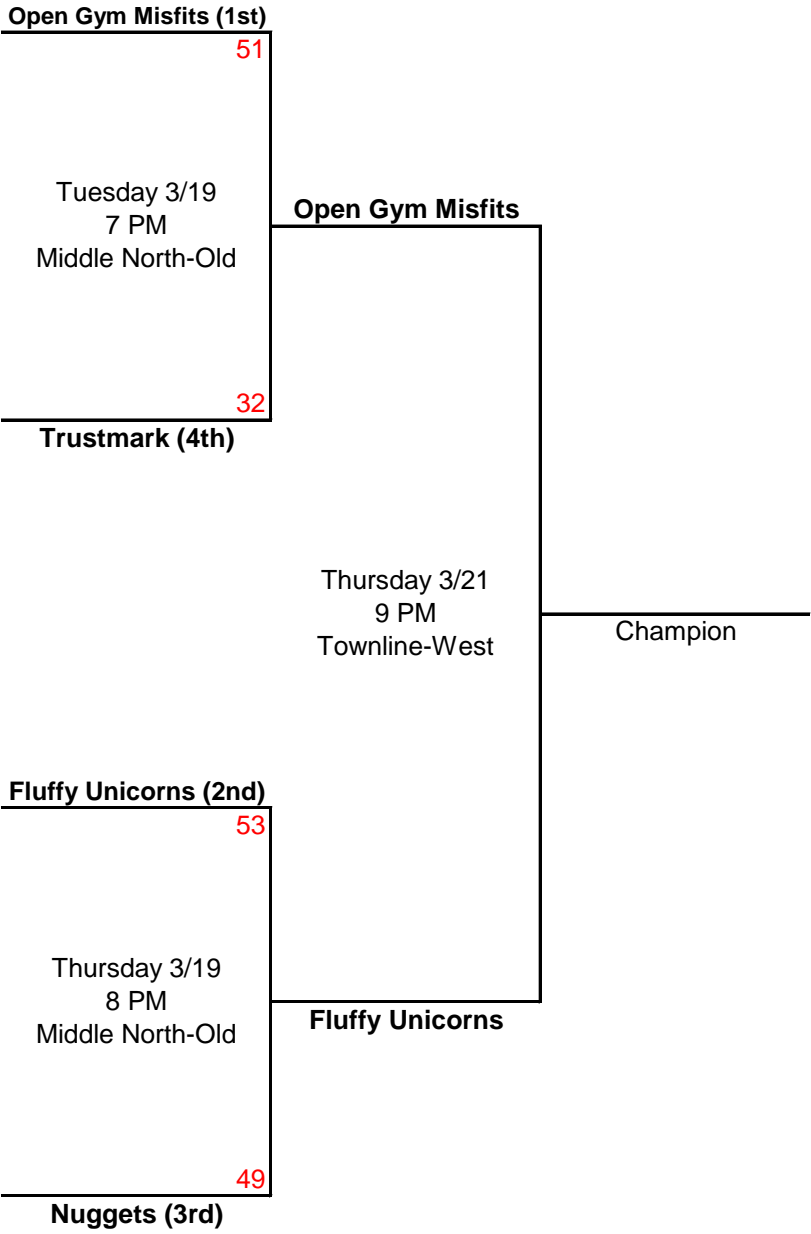 Open Gym Misfits (1st)
51
Tuesday 3/19
7 PM
Middle North-Old
Open Gym Misfits
32
Trustmark (4th)
Thursday 3/21
9 PM
Townline-West
Champion
Fluffy Unicorns (2nd)
53
Thursday 3/19
8 PM
Middle North-Old
Fluffy Unicorns
49
Nuggets (3rd)